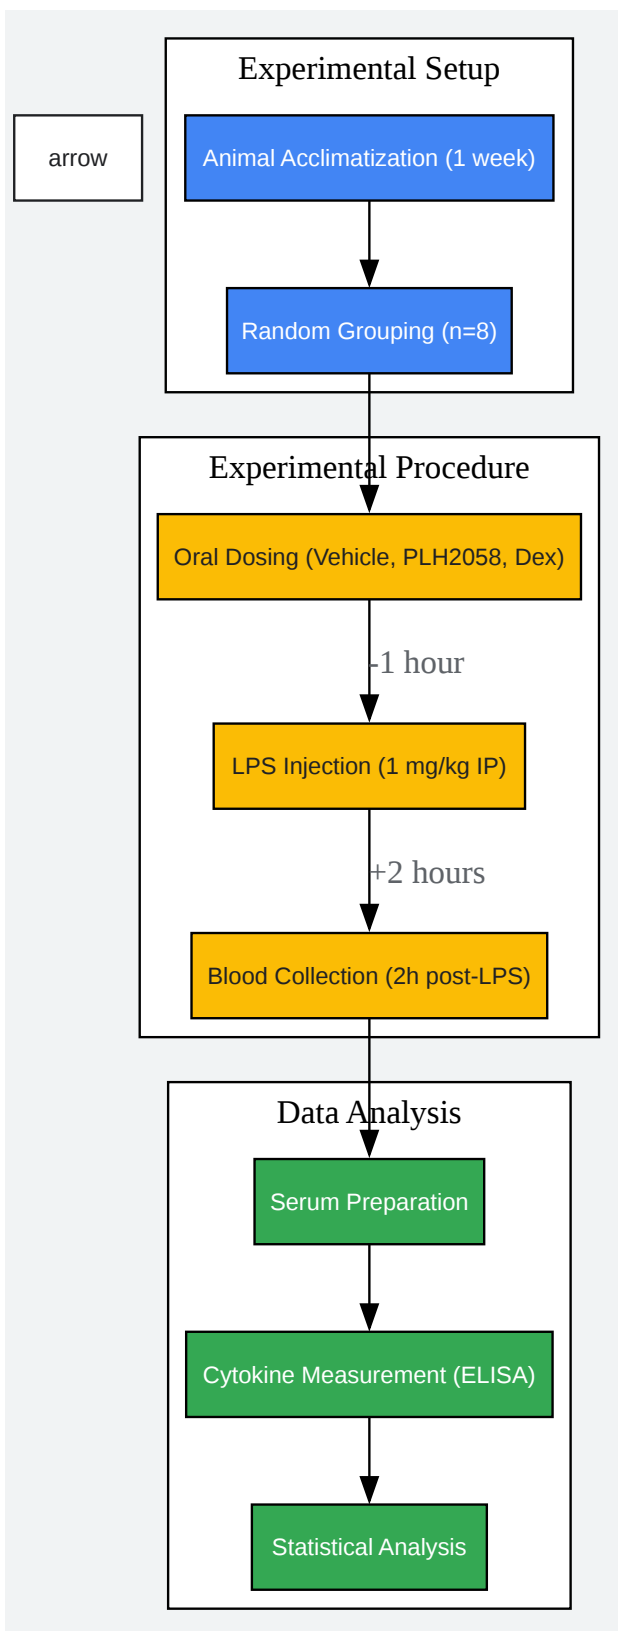 Experimental Setup
arrow
Animal Acclimatization (1 week)
Random Grouping (n=8)
Experimental Procedure
Oral Dosing (Vehicle, PLH2058, Dex)
-1 hour
LPS Injection (1 mg/kg IP)
+2 hours
Blood Collection (2h post-LPS)
Data Analysis
Serum Preparation
Cytokine Measurement (ELISA)
Statistical Analysis